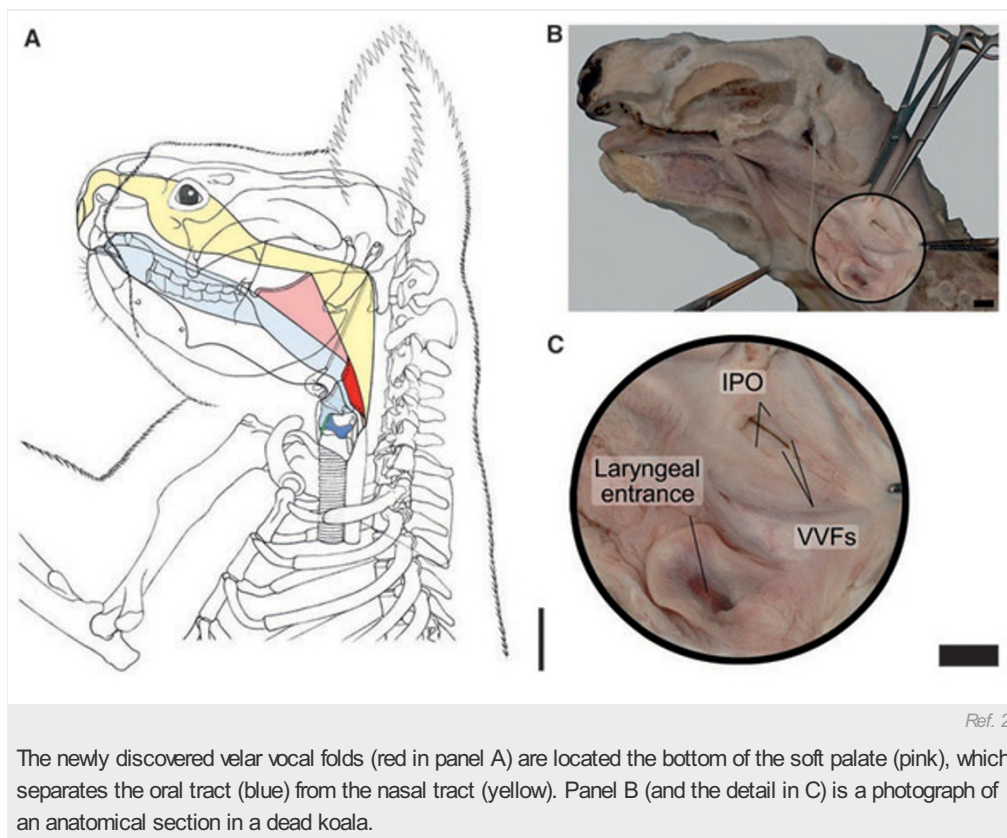 A
B
C
IPO
Laryngeal
entrance
VVFs
Ref. 2
The newly discovered velar vocal folds (red in panel A) are located the bottom of the soft palate (pink), which
separates the oral tract (blue) from the nasal tract (yellow). Panel B (and the detail in C) is a photograph of
an anatomical section in a dead koala.